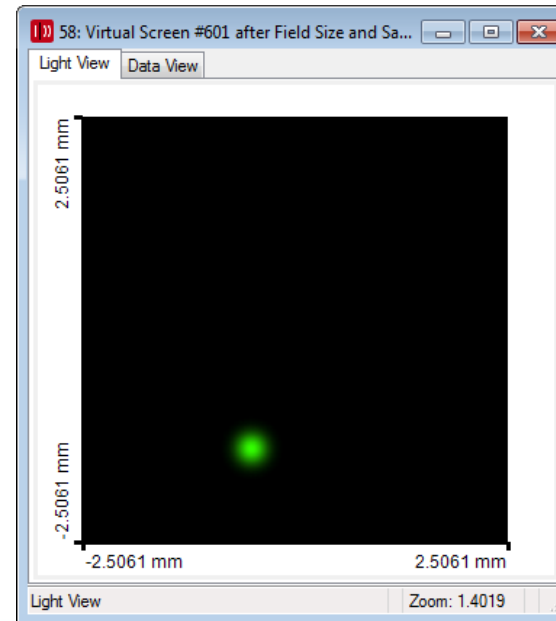 58: Virtual Screen #601 after Field Size and Sa...
Light View Data View
2.5061 mm
-2.5061 mm
-2.5061 mm 2.5061 mm
Light View Zoom: 1.4019